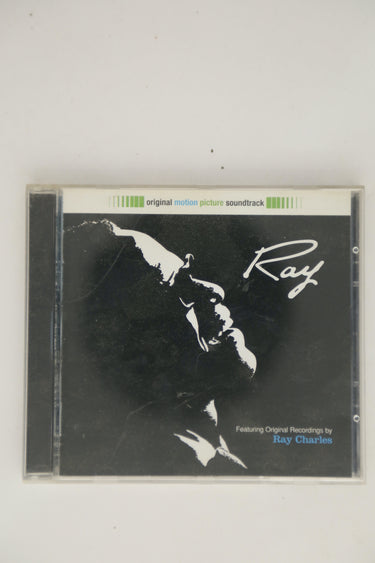 original motion picture soundtrack
Ray
Featuring Original Recordings by
Ray Charles